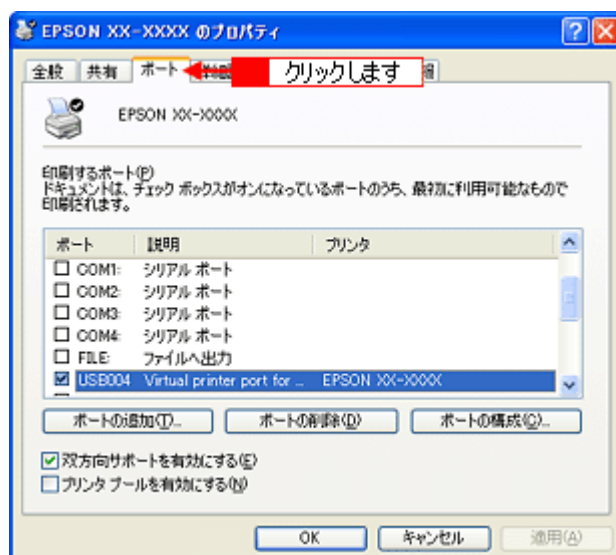 EPSON XX-XXXX のプロパティ
全般 共有 ポート クリックします
EPSON XX-XXXX
印刷するポート(P)
ドキュメントは、チェック ボックスがオンになっているポートのうち、最初に利用可能なもので
印刷されます。
ポート 説明 プリンタ
COM1: シリアル ポート
COM2: シリアル ポート
COM3: シリアル ポート
COM4: シリアル ポート
FILE: ファイルへ出力
USB004 Virtual printer port for ... EPSON XX-XXXX
ポートの追加(T)... ポートの削除(D) ポートの構成(C)...
双方向サポートを有効にする(E)
プリンタ プールを有効にする(N)
OK キャンセル 適用(A)